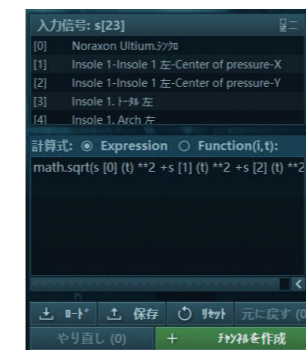 入力信号: s[23]
[0] Noraxon Ultium.ｼﾝｸﾛ
[1] Insole 1-Insole 1 左-Center of pressure-X
[2] Insole 1-Insole 1 左-Center of pressure-Y
[3] Insole 1. ﾄｰﾀﾙ 左
[4] Insole 1. Arch 左
計算式: Expression Function(i,t):
math.sqrt(s [0] (t) **2 +s [1] (t) **2 +s [2] (t) **2
ﾛｰﾄﾞ 保存 ﾘｾｯﾄ 元に戻す (0
やり直し (0) + ﾁｬﾝﾈﾙを作成